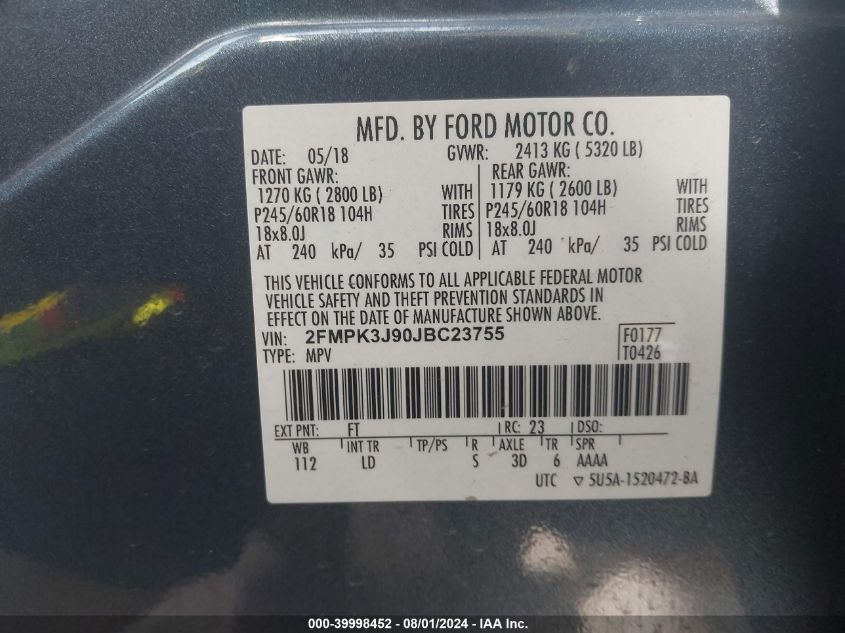 MFD. BY FORD MOTOR CO.
DATE: 05/18 GVWR: 2413 KG ( 5320 LB)
FRONT GAWR: REAR GAWR:
1270 KG ( 2800 LB) WITH 1179 KG ( 2600 LB) WITH
P245/60R18 104H TIRES P245/60R18 104H TIRES
18x8.0J RIMS 18x8.0J RIMS
AT 240 kPa/ 35 PSI COLD AT 240 kPa/ 35 PSI COLD
THIS VEHICLE CONFORMS TO ALL APPLICABLE FEDERAL MOTOR
VEHICLE SAFETY AND THEFT PREVENTION STANDARDS IN
EFFECT ON THE DATE OF MANUFACTURE SHOWN ABOVE.
VIN: 2FMPK3J90JBC23755 F0177
TYPE: MPV T0426
EXT PNT: FT RC: 23 DSO:
WB INT TR TP/PS R AXLE TR SPR
112 LD S 3D 6 AAAA
UTC ▽ 5U5A-1520472-BA
000-39998452 - 08/01/2024 - IAA Inc.